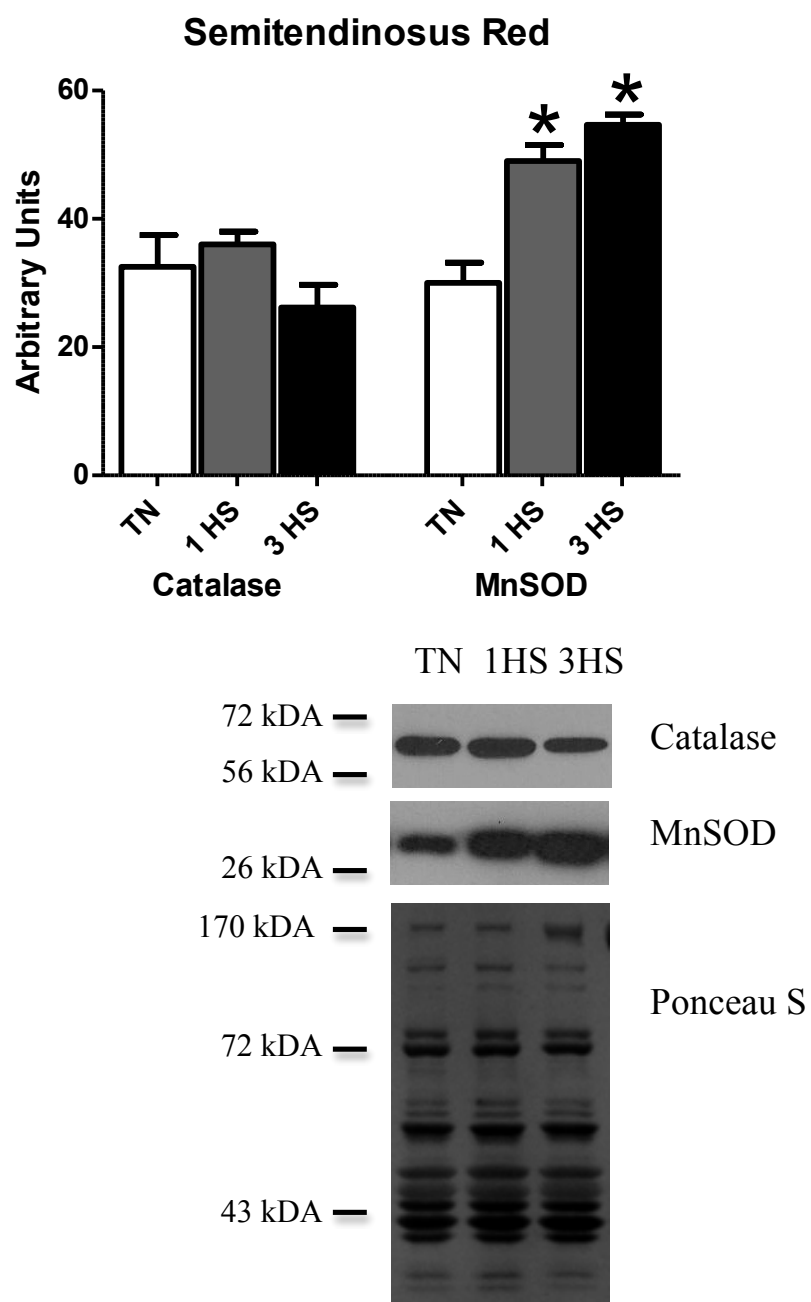 Semitendinosus Red
Arbitrary Units
60
40
20
0
* *
TN 1 HS 3 HS TN 1 HS 3 HS
Catalase MnSOD
TN 1HS 3HS
72 kDA
Catalase
56 kDA
MnSOD
26 kDA
170 kDA
Ponceau S
72 kDA
43 kDA